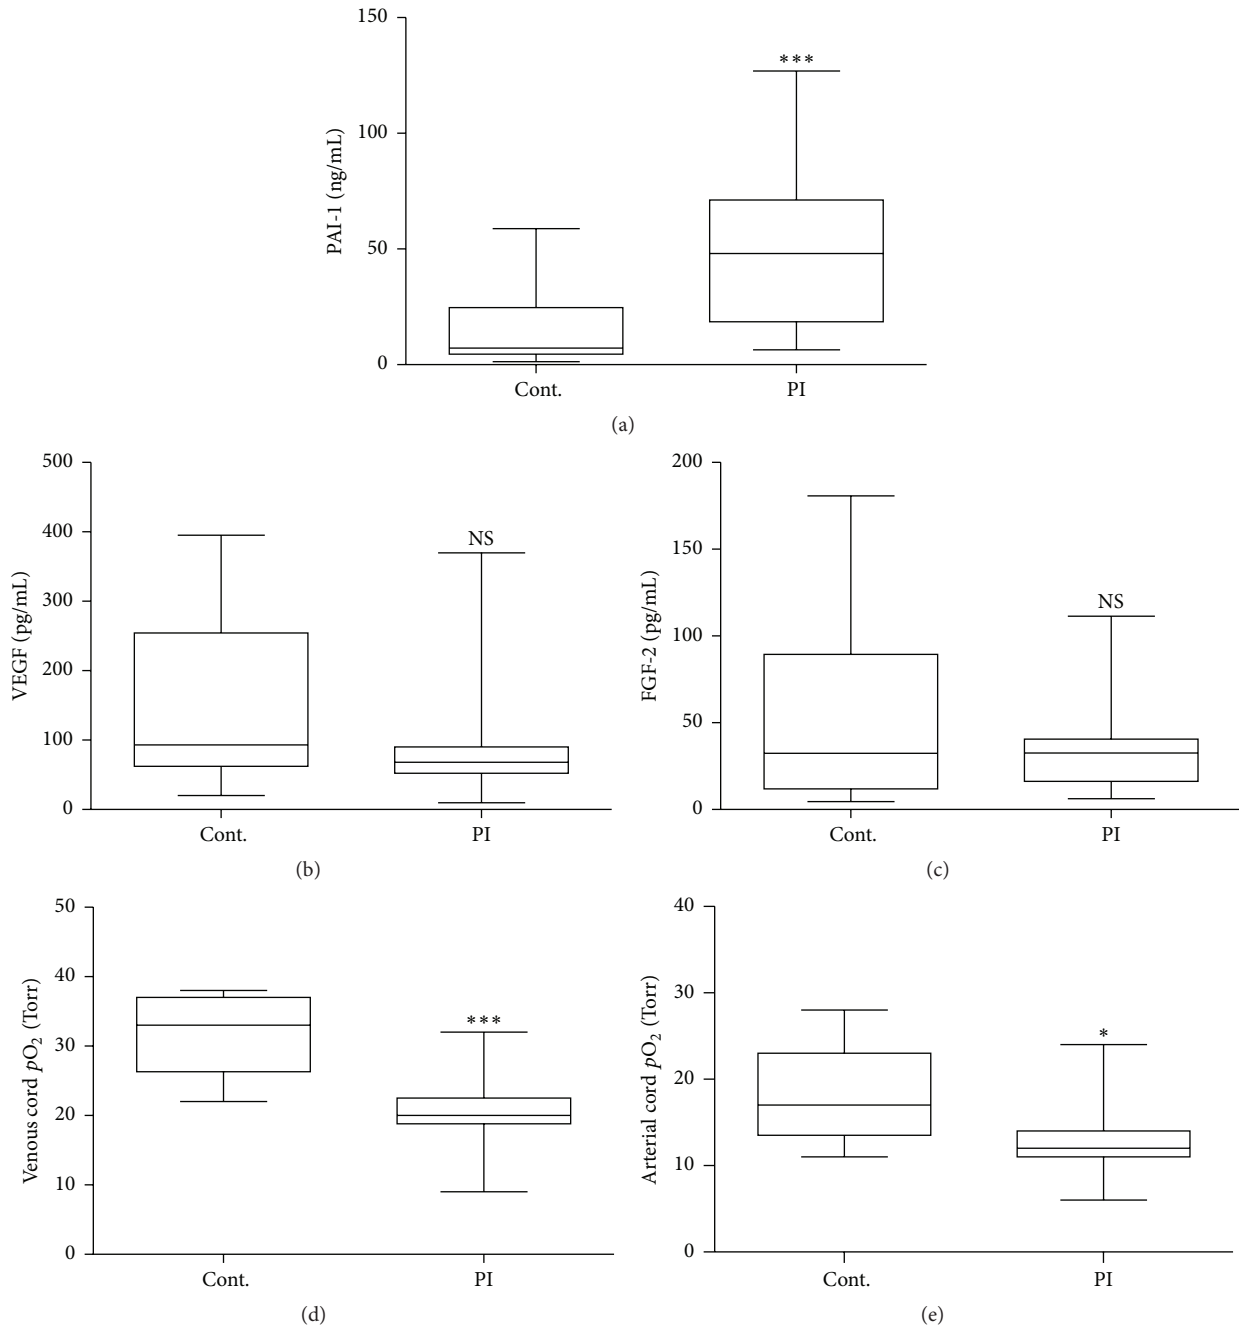 150
100
50
0
PAI-1 (ng/mL)
***
Cont.
PI
(a)
500
400
300
200
100
0
VEGF (pg/mL)
NS
Cont.
PI
(b)
200
150
100
50
0
FGF-2 (pg/mL)
NS
Cont.
PI
(c)
50
40
30
20
10
0
Venous cord pO₂ (Torr)
***
Cont.
PI
(d)
40
30
20
10
0
Arterial cord pO₂ (Torr)
*
Cont.
PI
(e)